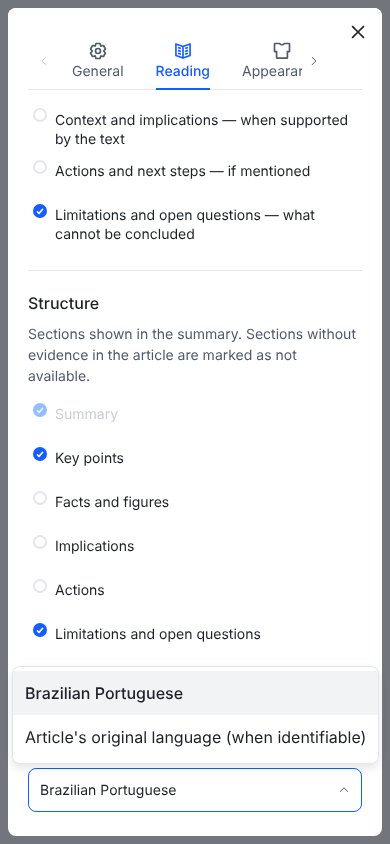 General
Reading
Appearar
Context and implications — when supported
by the text
Actions and next steps — if mentioned
Limitations and open questions — what
cannot be concluded
Structure
Sections shown in the summary. Sections without
evidence in the article are marked as not
available.
Summary
Key points
Facts and figures
Implications
Actions
Limitations and open questions
Brazilian Portuguese
Article's original language (when identifiable)
Brazilian Portuguese